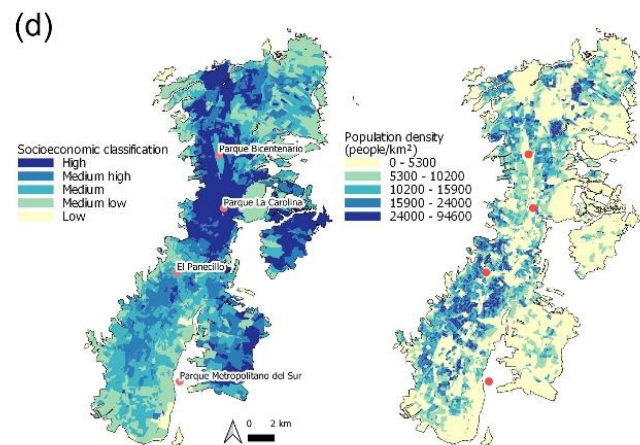 (d)
Socioeconomic classification
High
Medium high
Medium
Medium low
Low
Parque Bicentenario
Parque La Carolina
El Panecillo
Parque Metropolitano del Sur
0 2 km
Population density
(people/km²)
0 - 5300
5300 - 10200
10200 - 15900
15900 - 24000
24000 - 94600